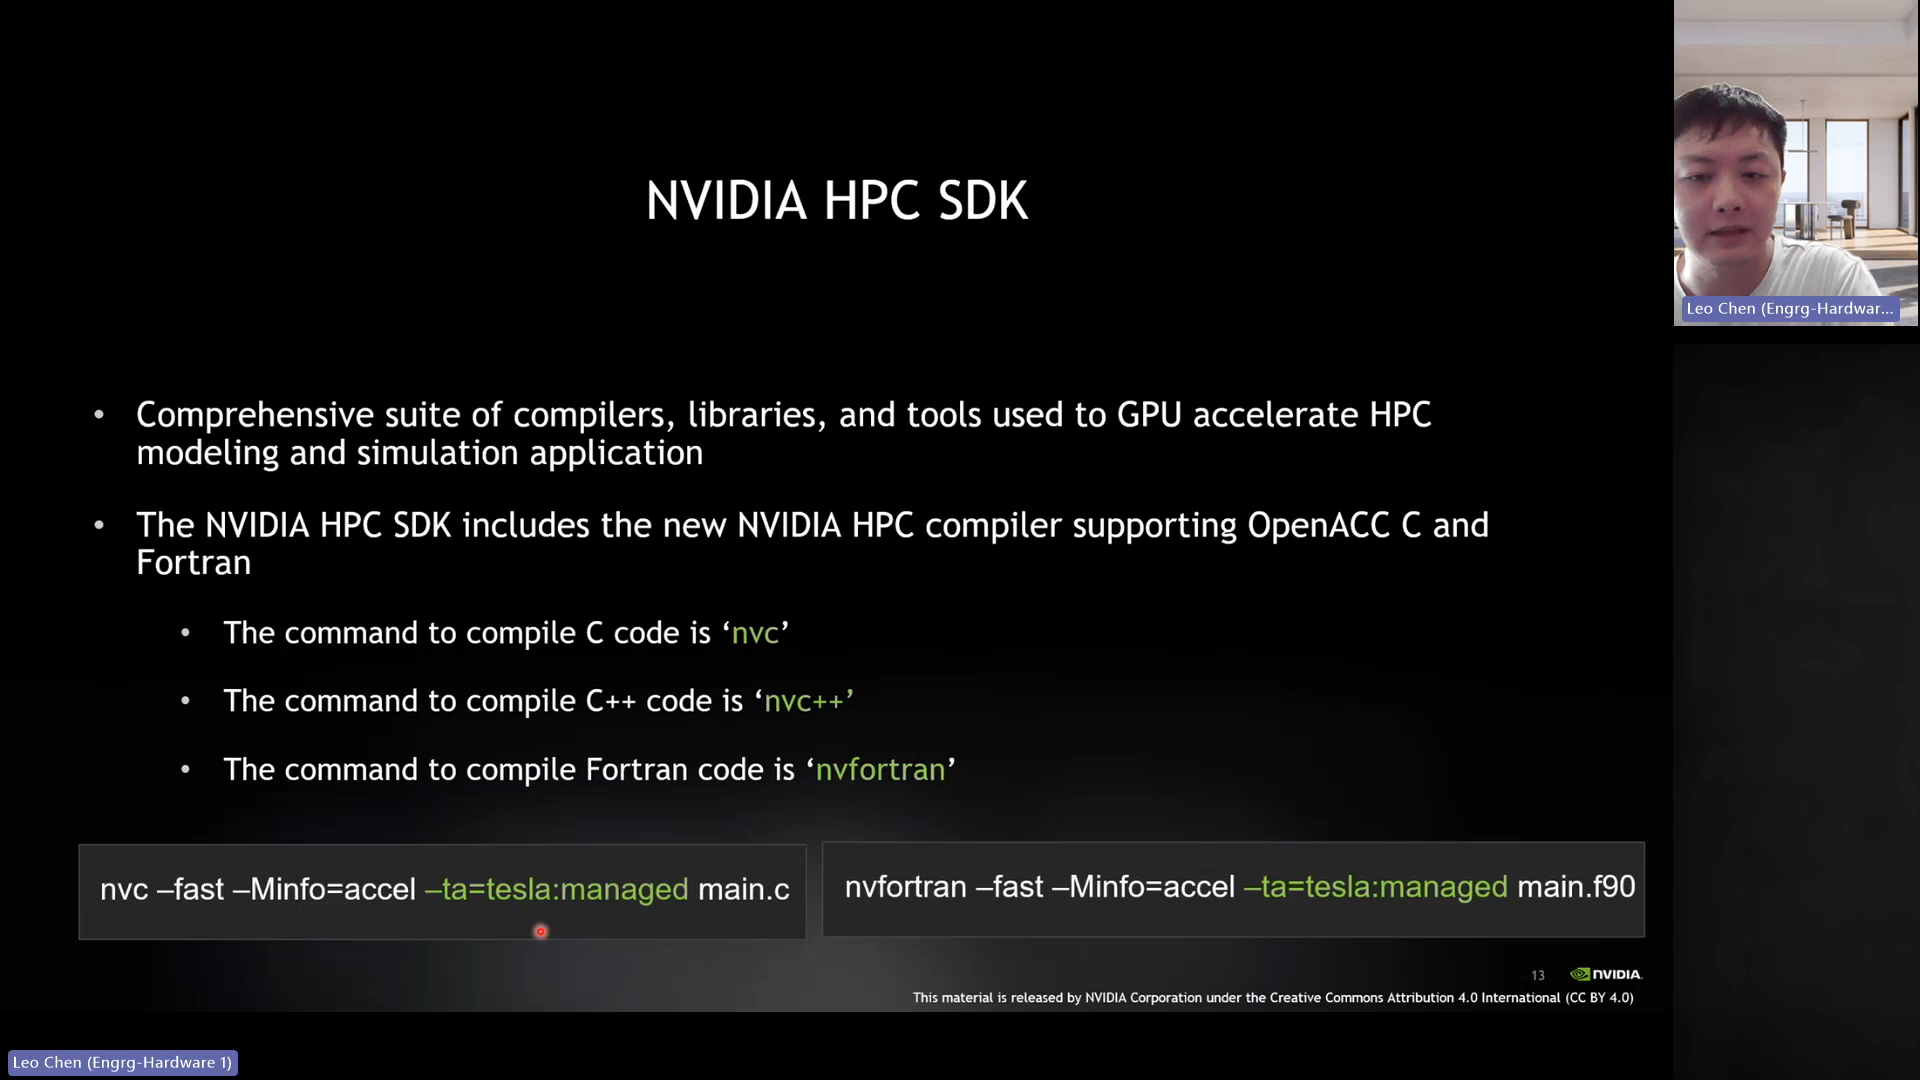 NVIDIA HPC SDK
• Comprehensive suite of compilers, libraries, and tools used to GPU accelerate HPC
modeling and simulation application
• The NVIDIA HPC SDK includes the new NVIDIA HPC compiler supporting OpenACC C and
Fortran
• The command to compile C code is ‘nvc’
• The command to compile C++ code is ‘nvc++’
• The command to compile Fortran code is ‘nvfortran’
nvc –fast –Minfo=accel –ta=tesla:managed main.c
nvfortran –fast –Minfo=accel –ta=tesla:managed main.f90
13
NVIDIA.
This material is released by NVIDIA Corporation under the Creative Commons Attribution 4.0 International (CC BY 4.0)
Leo Chen (Engrg-Hardwar...
Leo Chen (Engrg-Hardware 1)